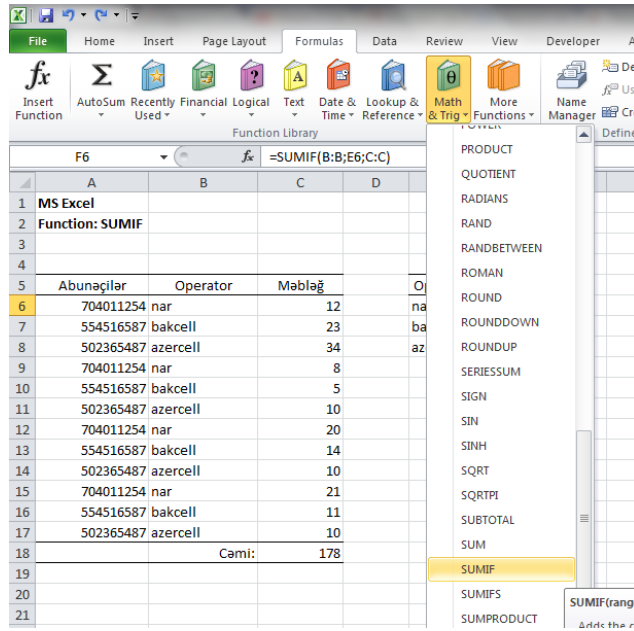 File Home Insert Page Layout Formulas Data Review View Developer
Insert Function AutoSum Recently Used Financial Logical Text Date & Time Lookup & Reference Math & Trig More Functions Name Manager
Function Library
F6 fx =SUMIF(B:B;E6;C:C)
A B C D
1 MS Excel
2 Function: SUMIF
3
4
5 Abunəçilər Operator Məbləğ
6 704011254 nar 12
7 554516587 bakcell 23
8 502365487 azercell 34
9 704011254 nar 8
10 554516587 bakcell 5
11 502365487 azercell 10
12 704011254 nar 20
13 554516587 bakcell 14
14 502365487 azercell 10
15 704011254 nar 21
16 554516587 bakcell 11
17 502365487 azercell 10
18 Cəmi: 178
19
20
21
POWER
PRODUCT
QUOTIENT
RADIANS
RAND
RANDBETWEEN
ROMAN
ROUND
ROUNDDOWN
ROUNDUP
SERIESSUM
SIGN
SIN
SINH
SQRT
SQRTPI
SUBTOTAL
SUM
SUMIF
SUMIFS
SUMPRODUCT
SUMIF(rang
Adds the c